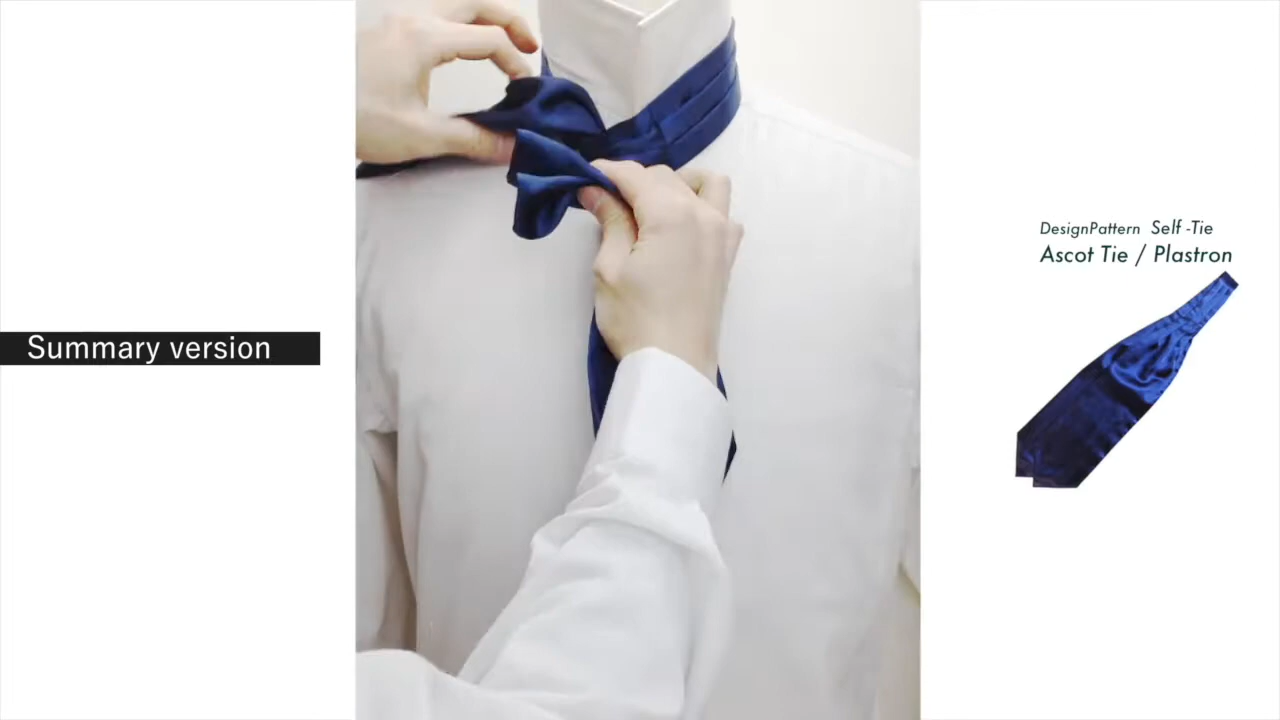 Summary version
DesignPattern Self -Tie
Ascot Tie / Plastron